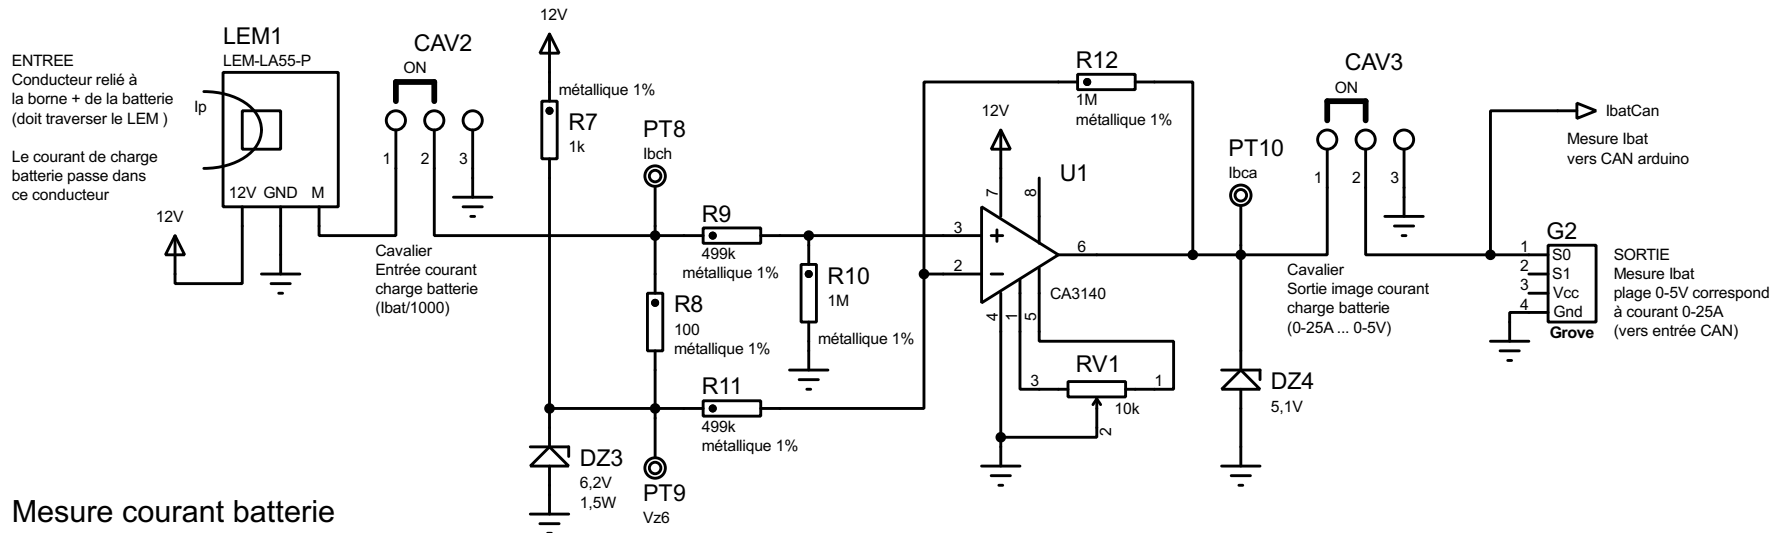 ENTREE
Conducteur relié à
la borne + de la batterie
(doit traverser le LEM )
Le courant de charge
batterie passe dans
ce conducteur
12V
LEM1
LEM-LA55-P
Ip
12V GND M
CAV2
ON
1
2
3
Cavalier
Entrée courant
charge batterie
(Ibat/1000)
12V
métallique 1%
R7
1k
PT8
Ibch
R9
499k
métallique 1%
R10
1M
métallique 1%
R8
100
métallique 1%
R11
499k
métallique 1%
DZ3
6,2V
1,5W
PT9
Vz6
R12
1M
métallique 1%
12V
U1
7
8
3
2
6
+
−
4
1
5
CA3140
RV1
3
1
10k
2
PT10
Ibca
DZ4
5,1V
CAV3
ON
1
2
3
Cavalier
Sortie image courant
charge batterie
(0-25A ... 0-5V)
IbatCan
Mesure Ibat
vers CAN arduino
G2
1 S0
2 S1
3 Vcc
4 Gnd
Grove
SORTIE
Mesure Ibat
plage 0-5V correspond
à courant 0-25A
(vers entrée CAN)
Mesure courant batterie